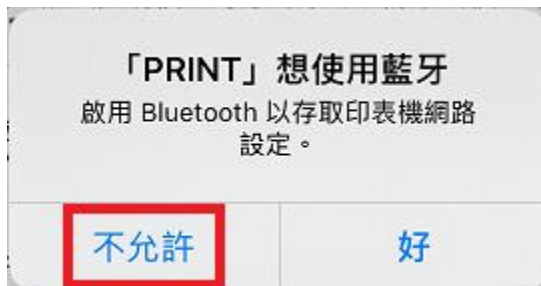 「PRINT」想使用藍牙
啟用 Bluetooth 以存取印表機網路
設定。
不允許
好